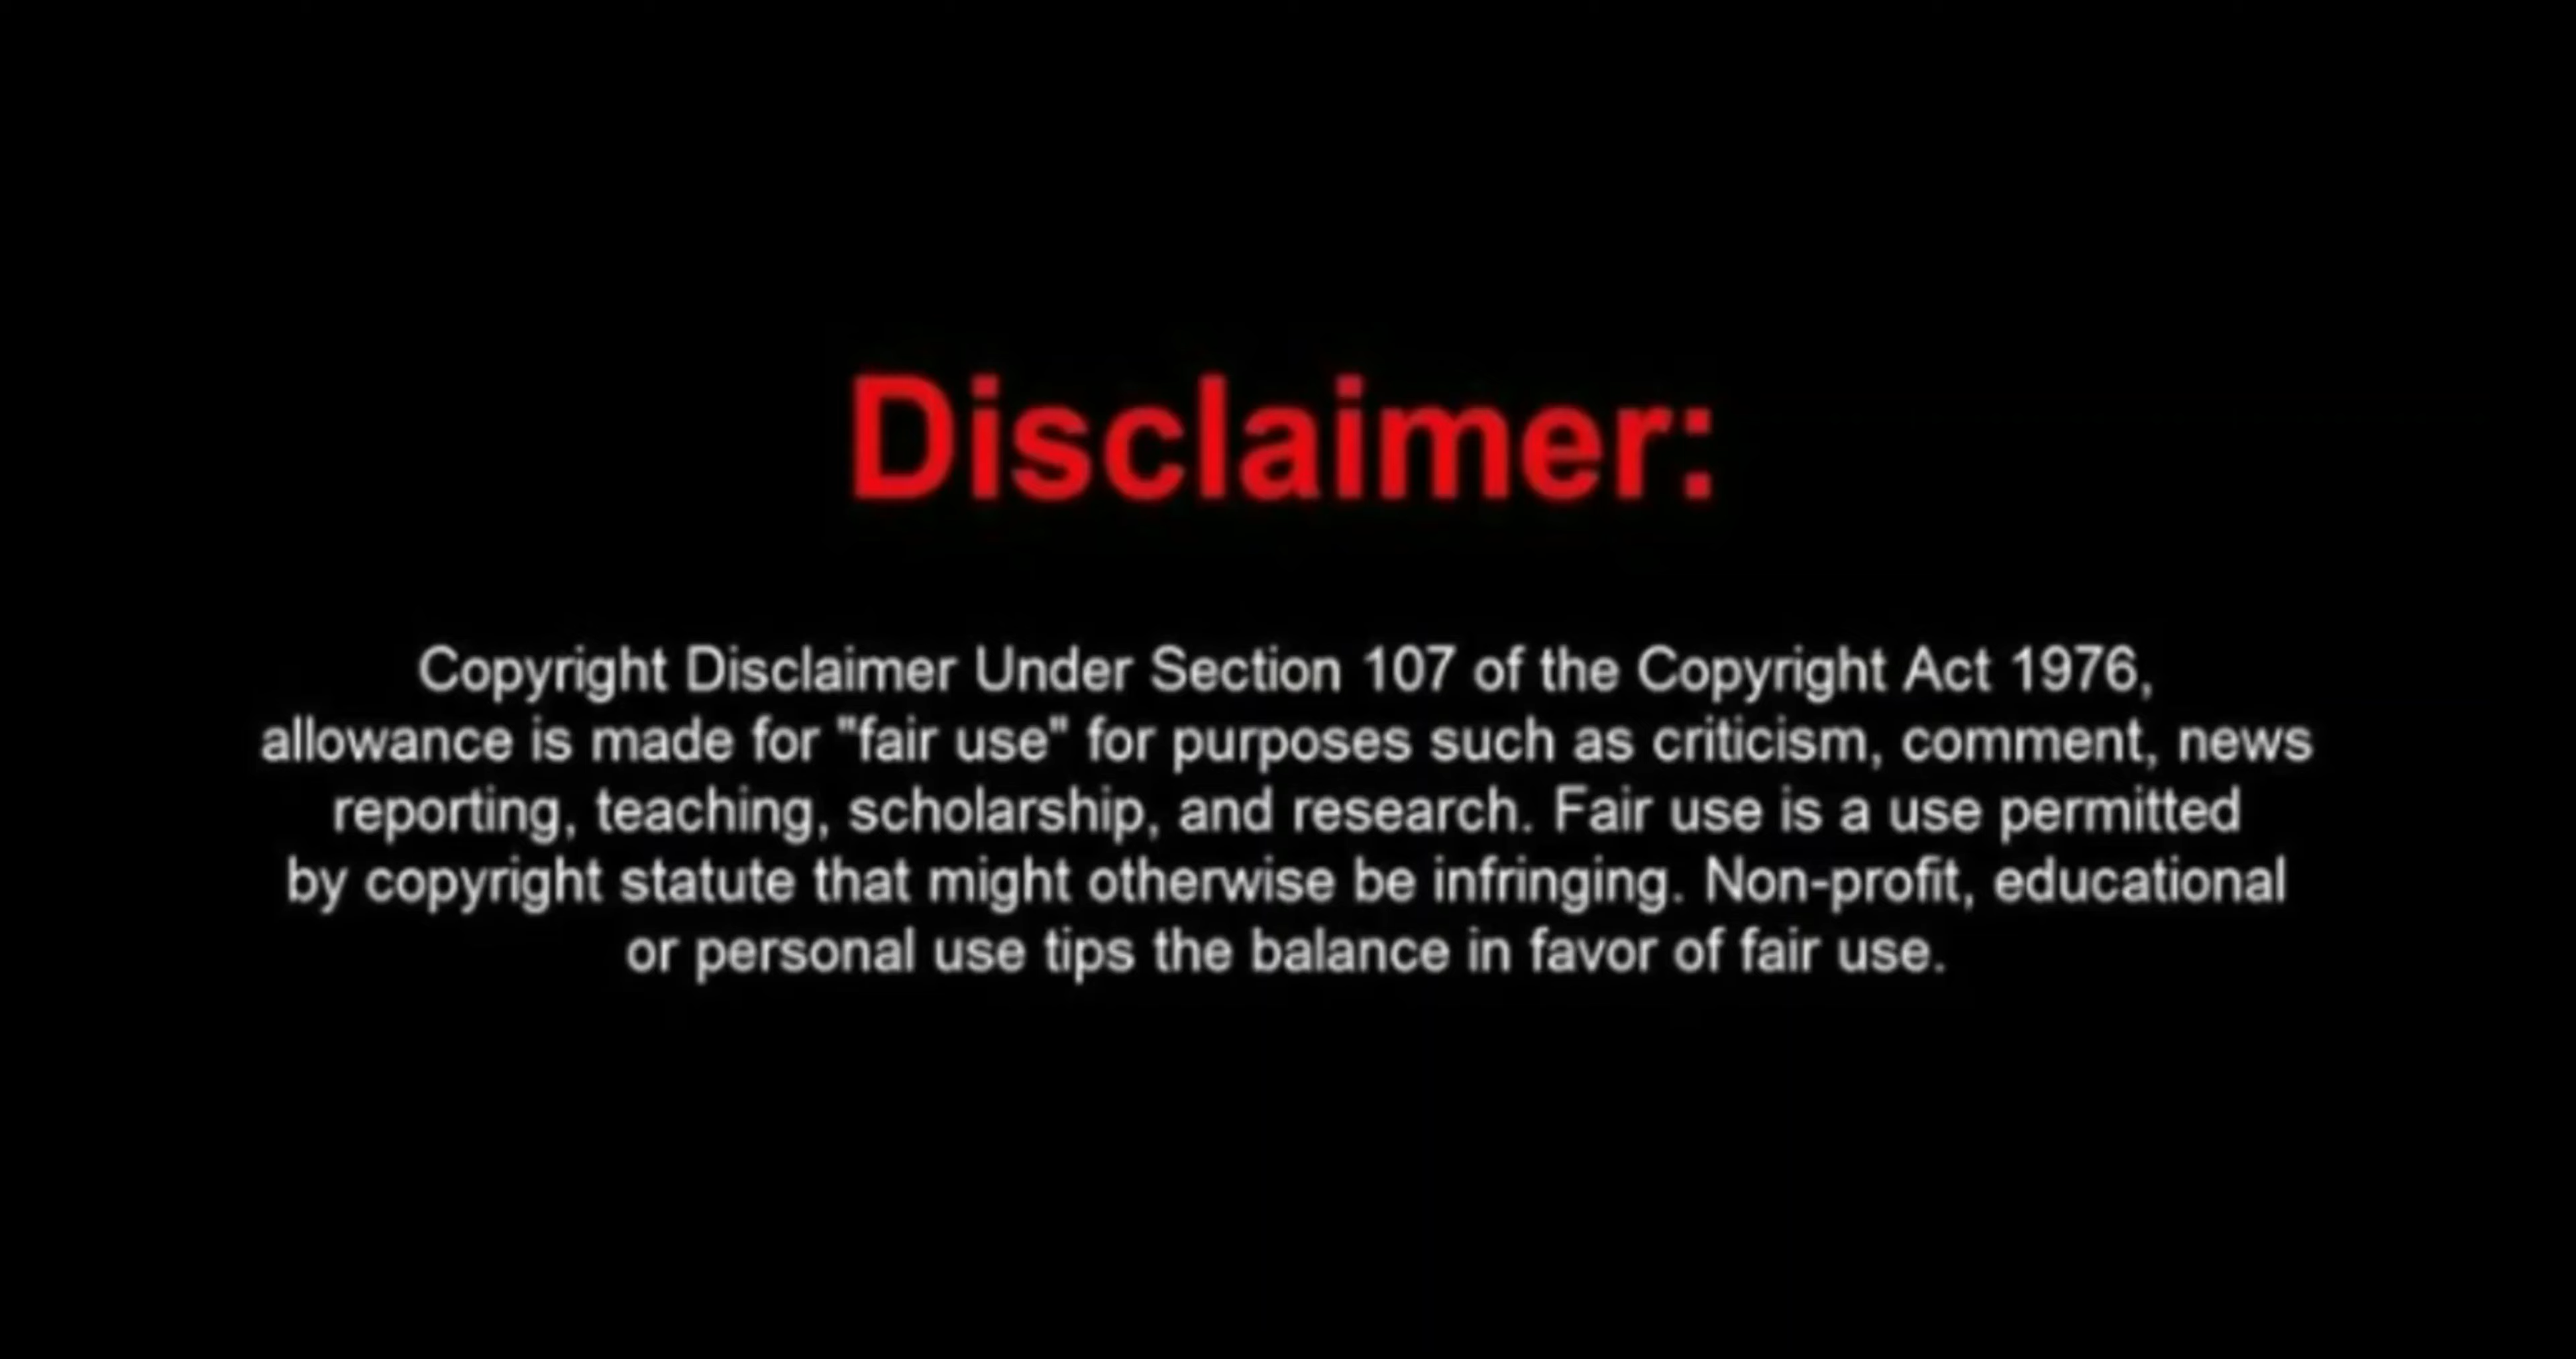 Disclaimer:
Copyright Disclaimer Under Section 107 of the Copyright Act 1976,
allowance is made for "fair use" for purposes such as criticism, comment, news
reporting, teaching, scholarship, and research. Fair use is a use permitted
by copyright statute that might otherwise be infringing. Non-profit, educational
or personal use tips the balance in favor of fair use.